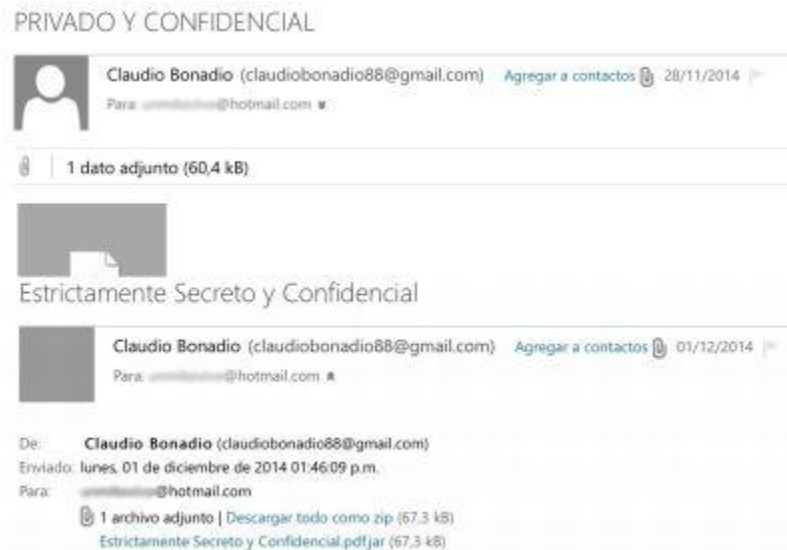 PRIVADO Y CONFIDENCIAL
Claudio Bonadio (claudiobonadio88@gmail.com) Agregar a contactos 28/11/2014
Para: @hotmail.com
1 dato adjunto (60,4 kB)
Estrictamente Secreto y Confidencial
Claudio Bonadio (claudiobonadio88@gmail.com) Agregar a contactos 01/12/2014
Para: @hotmail.com
De: Claudio Bonadio (claudiobonadio88@gmail.com)
Enviado: lunes, 01 de diciembre de 2014 01:46:09 p.m.
Para: @hotmail.com
1 archivo adjunto | Descargar todo como zip (67,3 kB)
Estrictamente Secreto y Confidencial.pdf.jar (67,3 kB)